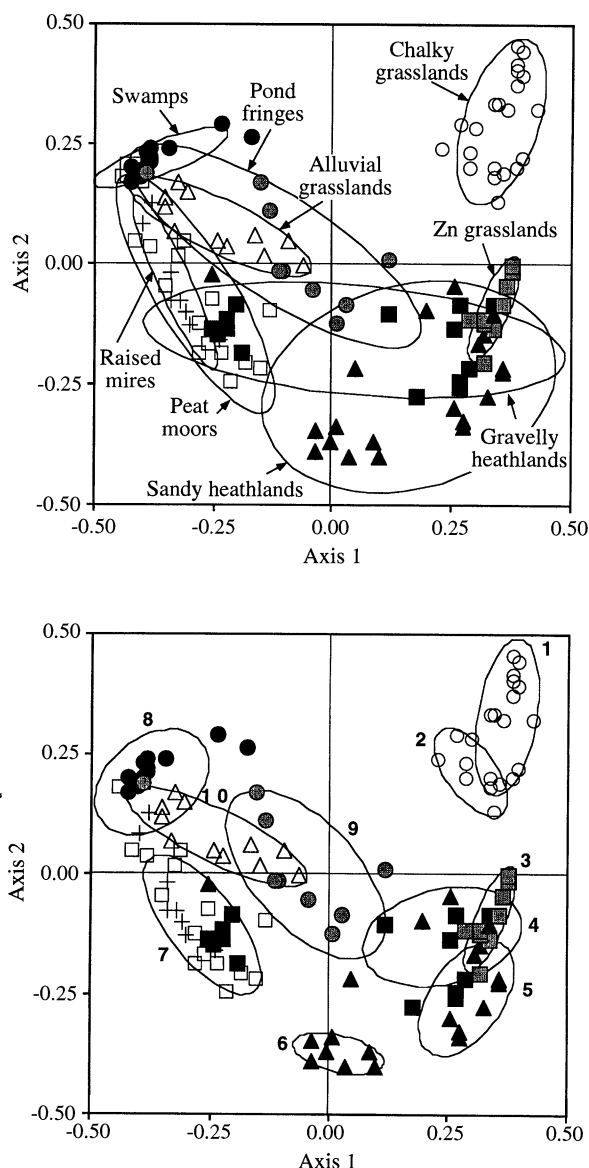 0.50
Chalky
grasslands
Pond
fringes
Swamps
0.25
Alluvial
grasslands
Zn grasslands
Axis 2
0.00
Raised
mires
-0.25
Peat
moors
Gravelly
heathlands
Sandy heathlands
-0.50
-0.50 -0.25 0.00 0.25 0.50
Axis 1
0.50
1
8
2
0.25
10
9
Axis 2
0.00
3
4
7
5
-0.25
6
-0.50
-0.50 -0.25 0.00 0.25 0.50
Axis 1